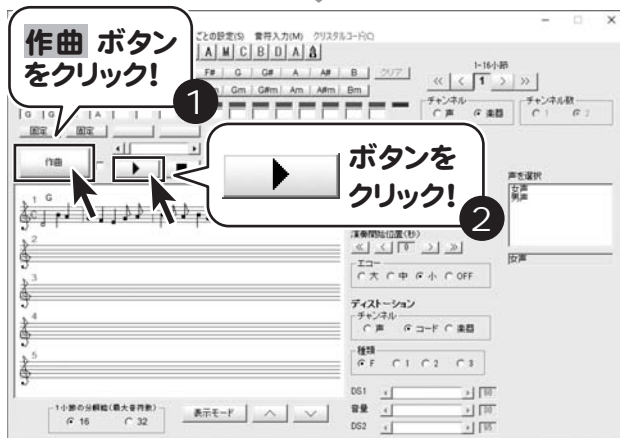 作曲 ボタン
をクリック!
1
ごとの設定(S) 音符入力(M) クリスタルコード(C)
A M C B D A A
F# G G# A A# B クリア
Gm G#m Am A#m Bm
1-16小節
<< < 1 > >>
チャンネル
声 楽器
チャンネル数
1 2
G G A
固定 固定
作曲
ボタンを
クリック!
2
声を選択
女声
男声
女声
1 G
2
3
4
5
演奏開始位置(秒)
<< < 0 > >>
エコー
大 中 小 OFF
ディストーション
チャンネル
声 コード 楽器
種類
F 1 2 3
DS1
音量
DS2
1小節の分解能(最大音符数)
16 32
表示モード